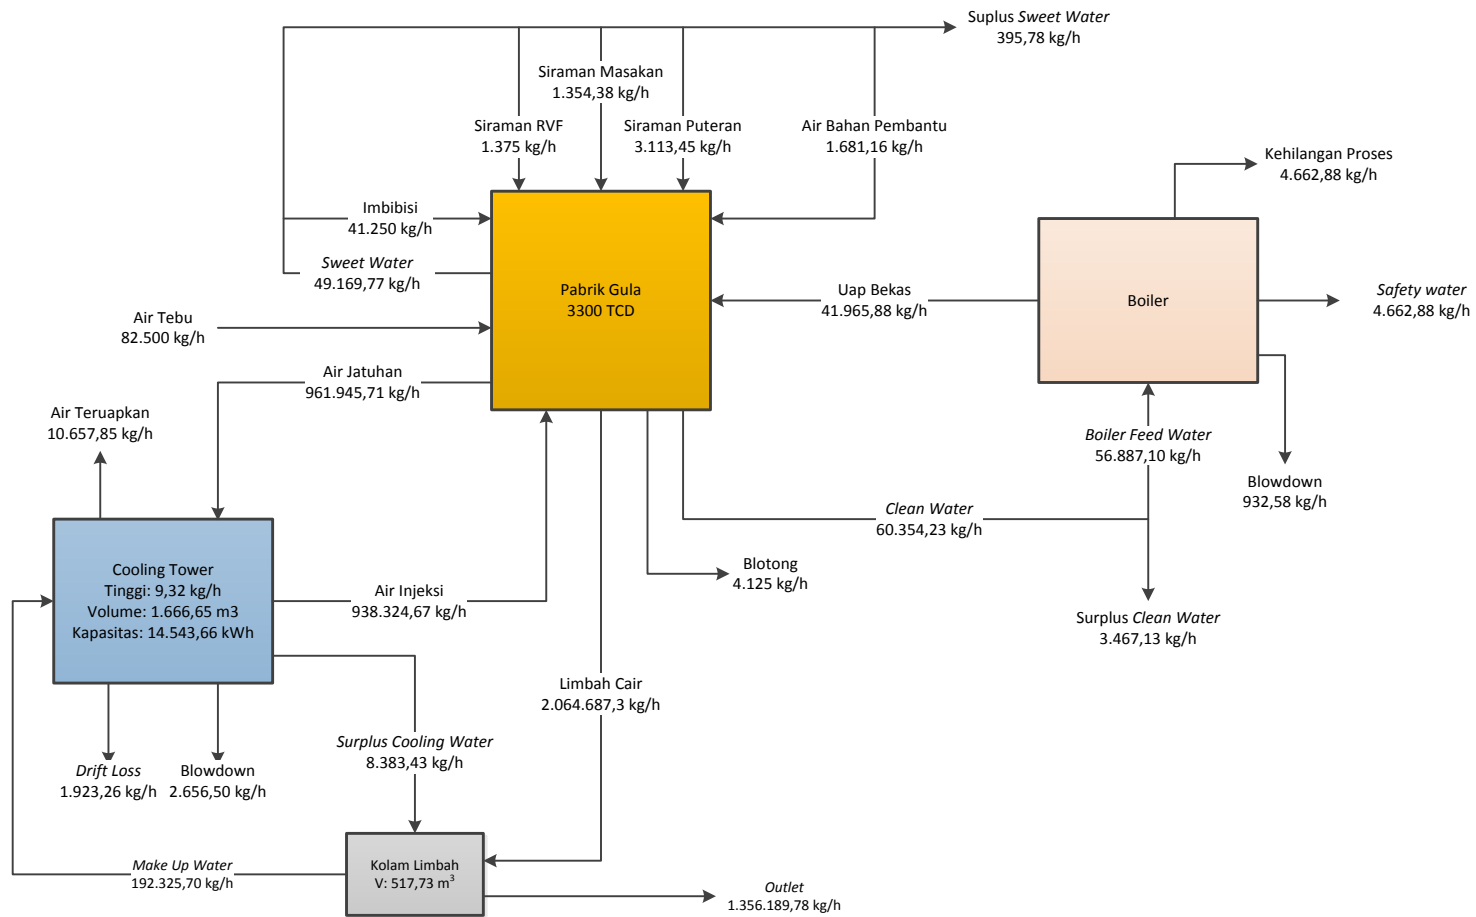 Suplus Sweet Water
395,78 kg/h
Siraman Masakan
1.354,38 kg/h
Siraman RVF
1.375 kg/h
Siraman Puteran
3.113,45 kg/h
Air Bahan Pembantu
1.681,16 kg/h
Kehilangan Proses
4.662,88 kg/h
Imbibisi
41.250 kg/h
Sweet Water
49.169,77 kg/h
Pabrik Gula
3300 TCD
Uap Bekas
41.965,88 kg/h
Boiler
Safety water
4.662,88 kg/h
Air Tebu
82.500 kg/h
Air Jatuhan
961.945,71 kg/h
Air Teruapkan
10.657,85 kg/h
Boiler Feed Water
56.887,10 kg/h
Blowdown
932,58 kg/h
Clean Water
60.354,23 kg/h
Blotong
4.125 kg/h
Cooling Tower
Tinggi: 9,32 kg/h
Volume: 1.666,65 m3
Kapasitas: 14.543,66 kWh
Air Injeksi
938.324,67 kg/h
Surplus Clean Water
3.467,13 kg/h
Limbah Cair
2.064.687,3 kg/h
Surplus Cooling Water
8.383,43 kg/h
Drift Loss
1.923,26 kg/h
Blowdown
2.656,50 kg/h
Make Up Water
192.325,70 kg/h
Kolam Limbah
V: 517,73 m³
Outlet
1.356.189,78 kg/h